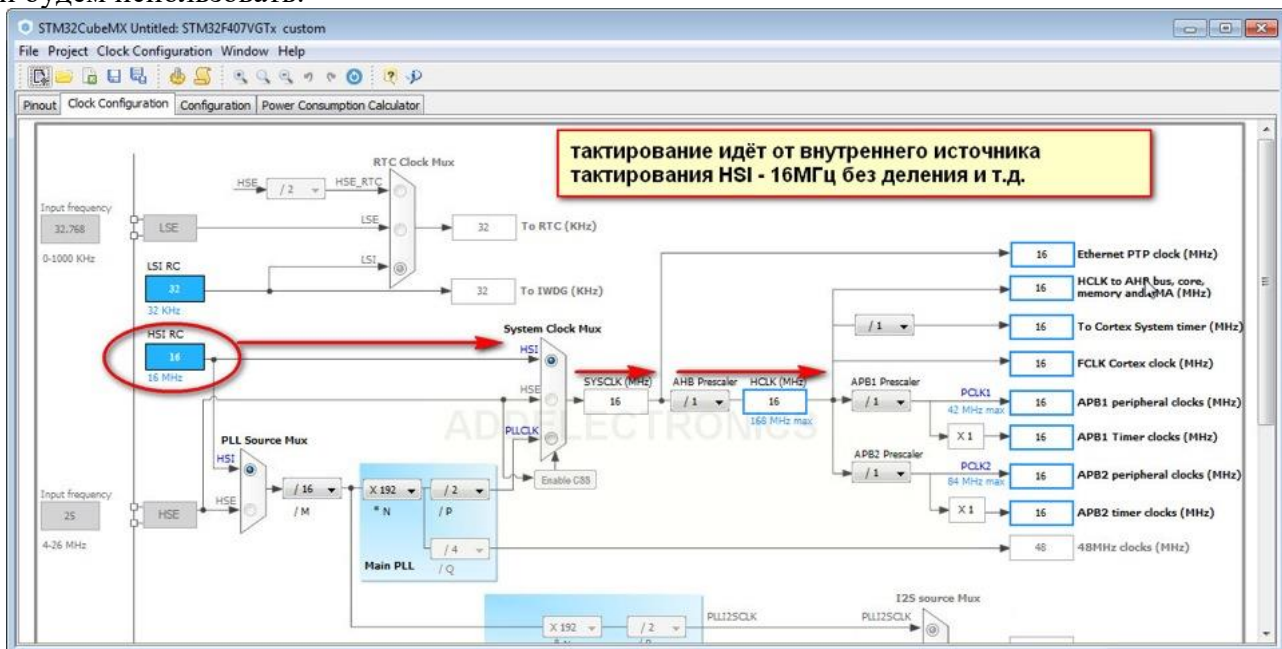 и будем использовать.
STM32CubeMX Untitled: STM32F407VGTx custom
File Project Clock Configuration Window Help
Pinout Clock Configuration Configuration Power Consumption Calculator
тактирование идёт от внутреннего источника
тактирования HSI - 16МГц без деления и т.д.
RTC Clock Mux
HSE / 2 HSE_RTC
Input frequency
32.768 LSE LSE 32 To RTC (KHz)
0-1000 KHz
LSI RC LSI
32 32 To IWDG (KHz)
32 KHz
HSI RC
16
16 MHz
System Clock Mux
HSI
HSE
PLLCLK
Enable CSS
SYSCLK (MHz) AHB Prescaler HCLK (MHz)
16 / 1 16
168 MHz max
16 Ethernet PTP clock (MHz)
16 HCLK to AHB bus, core,
memory and DMA (MHz)
/ 1 16 To Cortex System timer (MHz)
16 FCLK Cortex clock (MHz)
APB1 Prescaler PCLK1
/ 1 42 MHz max 16 APB1 peripheral clocks (MHz)
X 1 16 APB1 Timer clocks (MHz)
APB2 Prescaler PCLK2
/ 1 84 MHz max 16 APB2 peripheral clocks (MHz)
X 1 16 APB2 timer clocks (MHz)
48 48MHz clocks (MHz)
PLL Source Mux
HSI
HSE
Input frequency
25 HSE
4-26 MHz
/ 16 X 192 / 2
/ M * N / P
/ 4
Main PLL / Q
I2S source Mux
X 192 / 2 PLLI2SCLK PLLI2SCLK